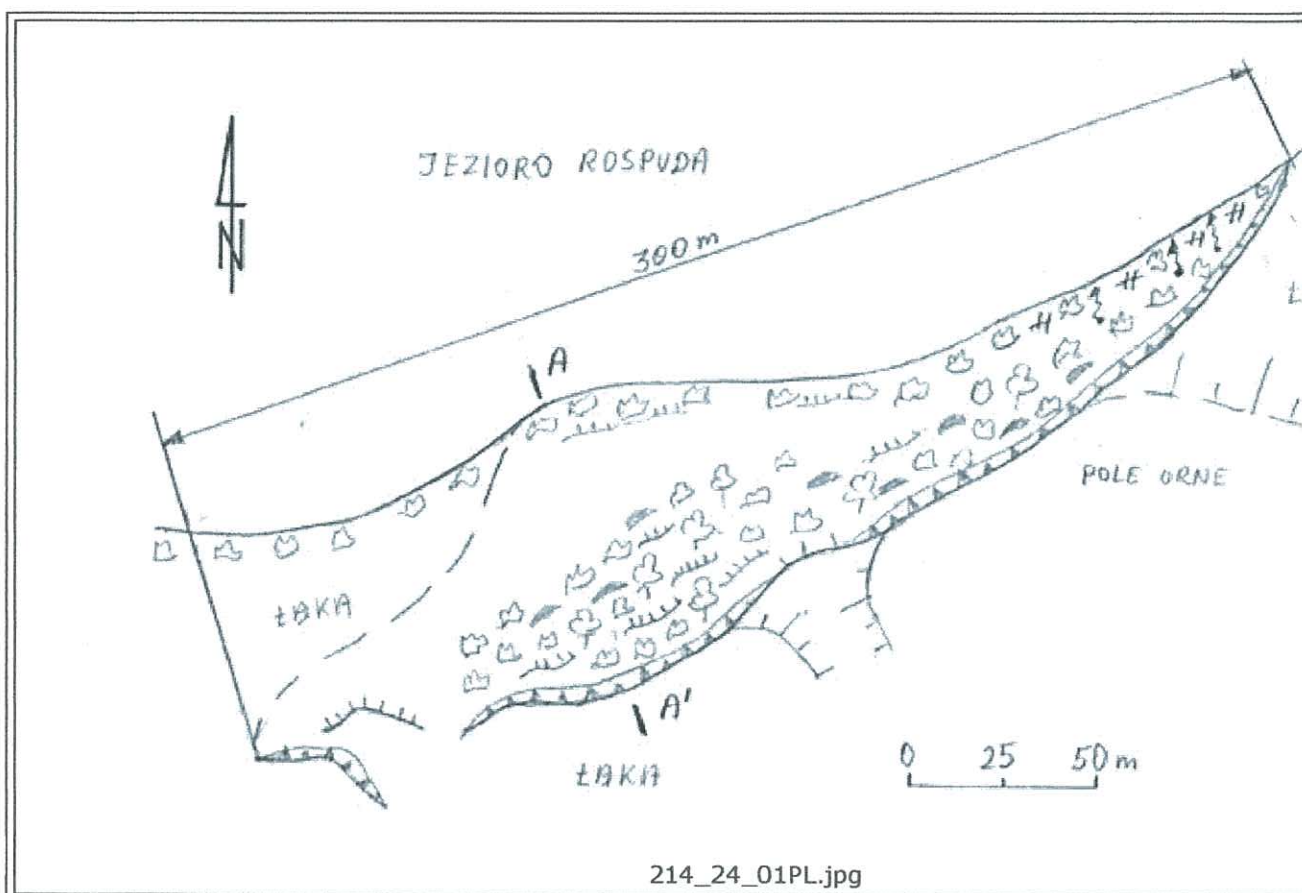 JEZIORO ROSPUDA
N
300 m
A
POLE ORNE
ŁĄKA
A'
ŁĄKA
0 25 50 m
214_24_01PL.jpg